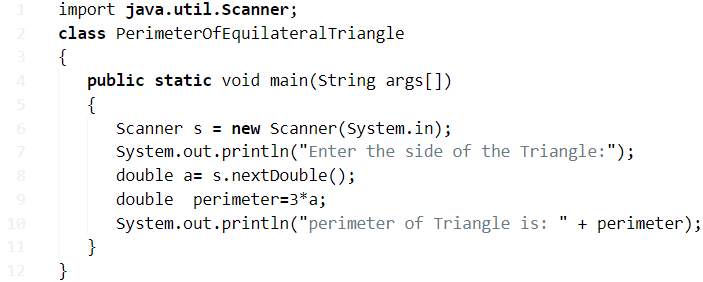 1 import java.util.Scanner;
2 class PerimeterOfEquilateralTriangle
3 {
4 public static void main(String args[])
5 {
6 Scanner s = new Scanner(System.in);
7 System.out.println("Enter the side of the Triangle:");
8 double a= s.nextDouble();
9 double  perimeter=3*a;
10 System.out.println("perimeter of Triangle is: " + perimeter);
11 }
12 }